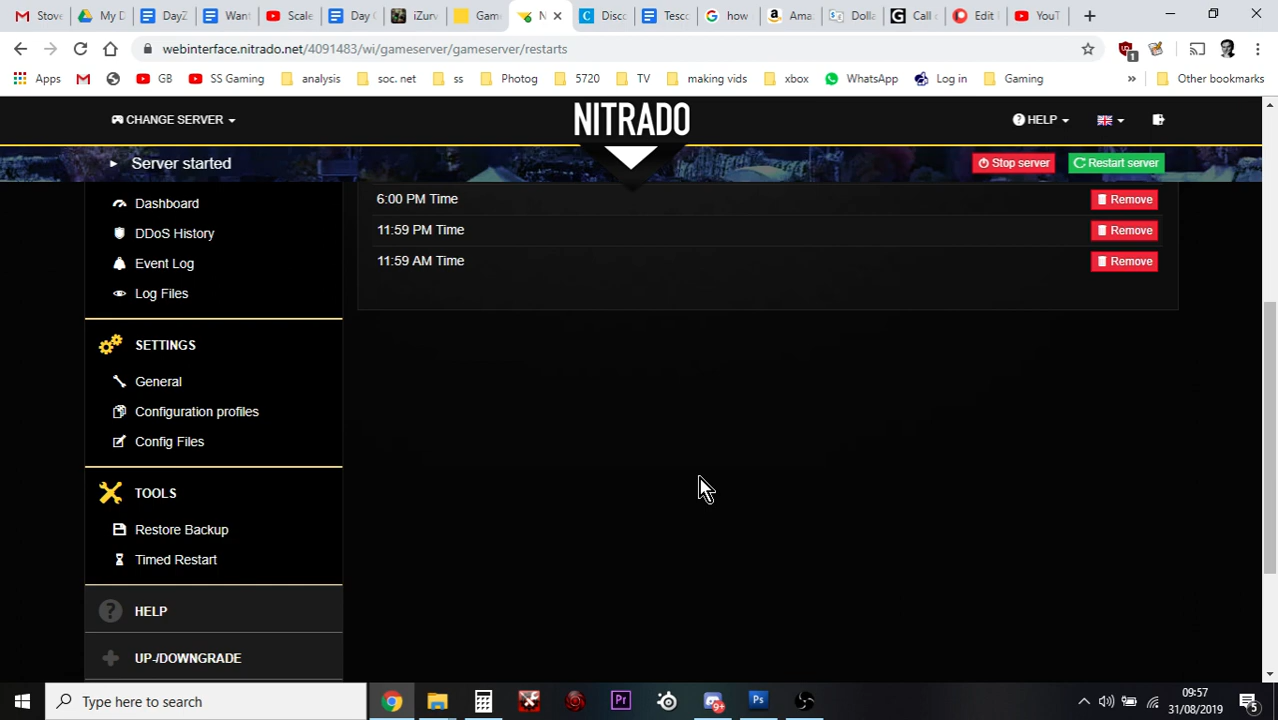 Stove
My D
DayZ
Want
Scale
Day C
iZurv
Gam
N
Disco
Tesco
how
Ama
Dolla
Call o
Edit
YouT
webinterface.nitrado.net/4091483/wi/gameserver/gameserver/restarts
Apps
GB
SS Gaming
analysis
soc. net
ss
Photog
5720
TV
making vids
xbox
WhatsApp
Log in
Gaming
»
Other bookmarks
CHANGE SERVER
NITRADO
HELP
Server started
Stop server
Restart server
Dashboard
6:00 PM Time
Remove
DDoS History
11:59 PM Time
Remove
Event Log
11:59 AM Time
Remove
Log Files
SETTINGS
General
Configuration profiles
Config Files
TOOLS
Restore Backup
Timed Restart
HELP
UP-/DOWNGRADE
Type here to search
09:57
31/08/2019